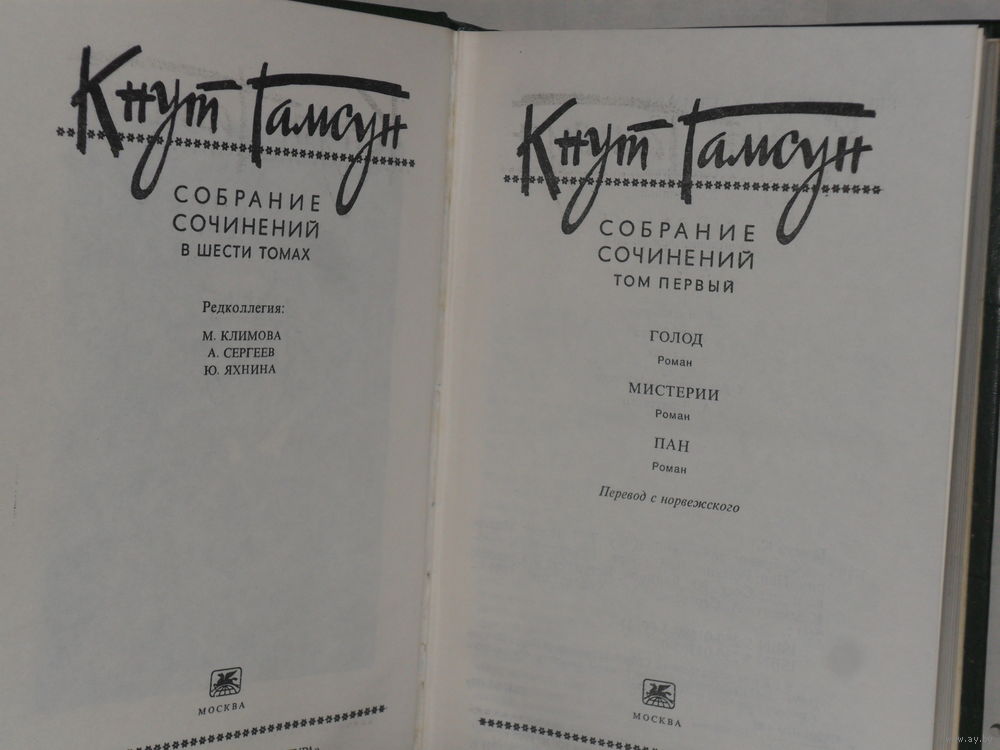 Кнут Гамсун
СОБРАНИЕ
СОЧИНЕНИЙ
В ШЕСТИ ТОМАХ
Редколлегия:
М. КЛИМОВА
А. СЕРГЕЕВ
Ю. ЯХНИНА
МОСКВА
Кнут Гамсун
СОБРАНИЕ
СОЧИНЕНИЙ
ТОМ ПЕРВЫЙ
ГОЛОД
Роман
МИСТЕРИИ
Роман
ПАН
Роман
Перевод с норвежского
МОСКВА